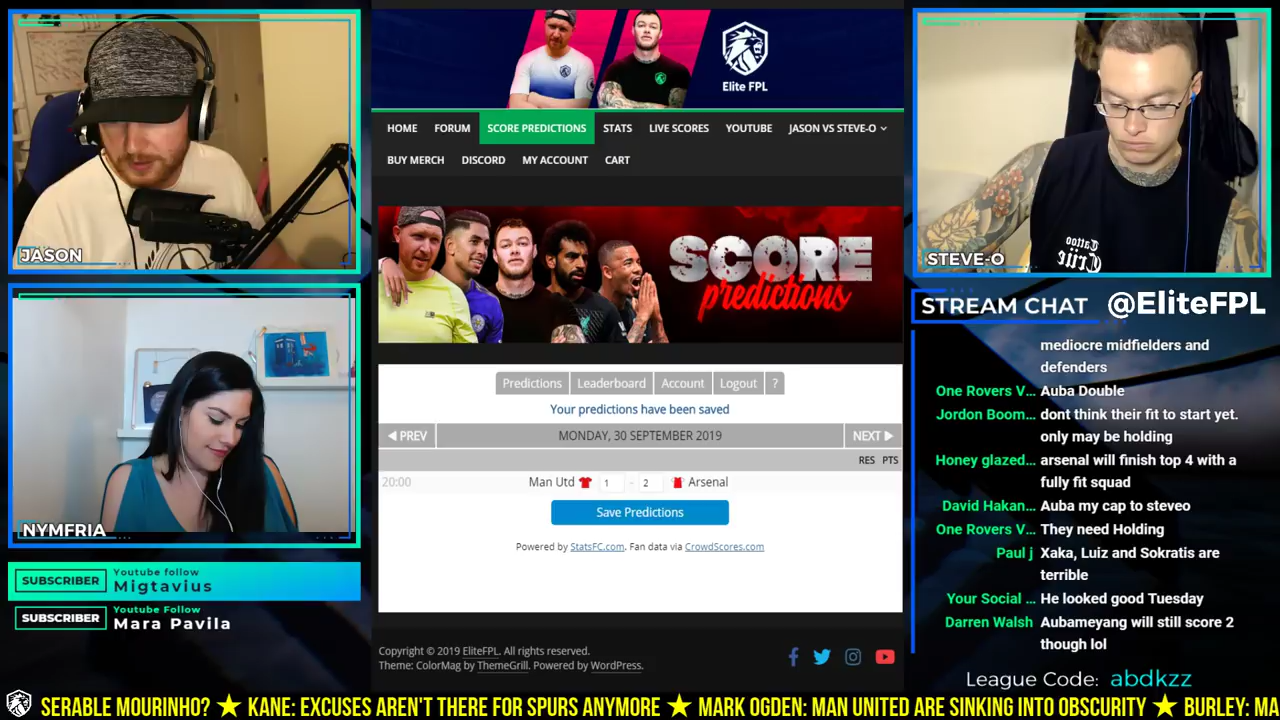 JASON
NYMFRIA
SUBSCRIBER
Youtube follow
Migtavius
SUBSCRIBER
Youtube Follow
Mara Pavila
Elite FPL
HOME FORUM SCORE PREDICTIONS STATS LIVE SCORES YOUTUBE JASON VS STEVE-O
BUY MERCH DISCORD MY ACCOUNT CART
SCORE
predictions
Predictions Leaderboard Account Logout ?
Your predictions have been saved
PREV MONDAY, 30 SEPTEMBER 2019 NEXT
RES PTS
20:00 Man Utd 1 - 2 Arsenal
Save Predictions
Powered by StatsFC.com. Fan data via CrowdScores.com
Copyright © 2019 EliteFPL. All rights reserved.
Theme: ColorMag by ThemeGrill. Powered by WordPress.
STEVE-O
STREAM CHAT @EliteFPL
mediocre midfielders and
defenders
One Rovers V... Auba Double
Jordon Boom... dont think their fit to start yet.
only may be holding
Honey glazed... arsenal will finish top 4 with a
fully fit squad
David Hakan... Auba my cap to steveo
One Rovers V... They need Holding
Paul j Xaka, Luiz and Sokratis are
terrible
Your Social ... He looked good Tuesday
Darren Walsh Aubameyang will still score 2
though lol
League Code: abdkzz
SERABLE MOURINHO? ★ KANE: EXCUSES AREN'T THERE FOR SPURS ANYMORE ★ MARK OGDEN: MAN UNITED ARE SINKING INTO OBSCURITY ★ BURLEY: MA